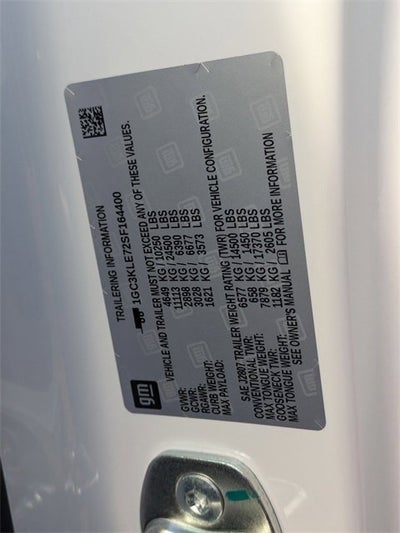 TRAILERING INFORMATION
1GC3KLE72SF164400
VEHICLE AND TRAILER MUST NOT EXCEED ANY OF THESE VALUES.
GVWR: 4649 KG / 10250 LBS
GCWR: 11113 KG / 24500 LBS
RGAWR: 2898 KG / 6390 LBS
CURB WEIGHT: 3028 KG / 6677 LBS
MAX PAYLOAD: 1621 KG / 3573 LBS
SAE J2807 TRAILER WEIGHT RATING (TWR) FOR VEHICLE CONFIGURATION.
CONVENTIONAL TWR: 6577 KG / 14500 LBS
MAX TONGUE WEIGHT: 658 KG / 1450 LBS
GOOSENECK TWR: 7879 KG / 17370 LBS
MAX TONGUE WEIGHT: 1182 KG / 2605 LBS
SEE OWNER'S MANUAL FOR MORE INFORMATION
gm